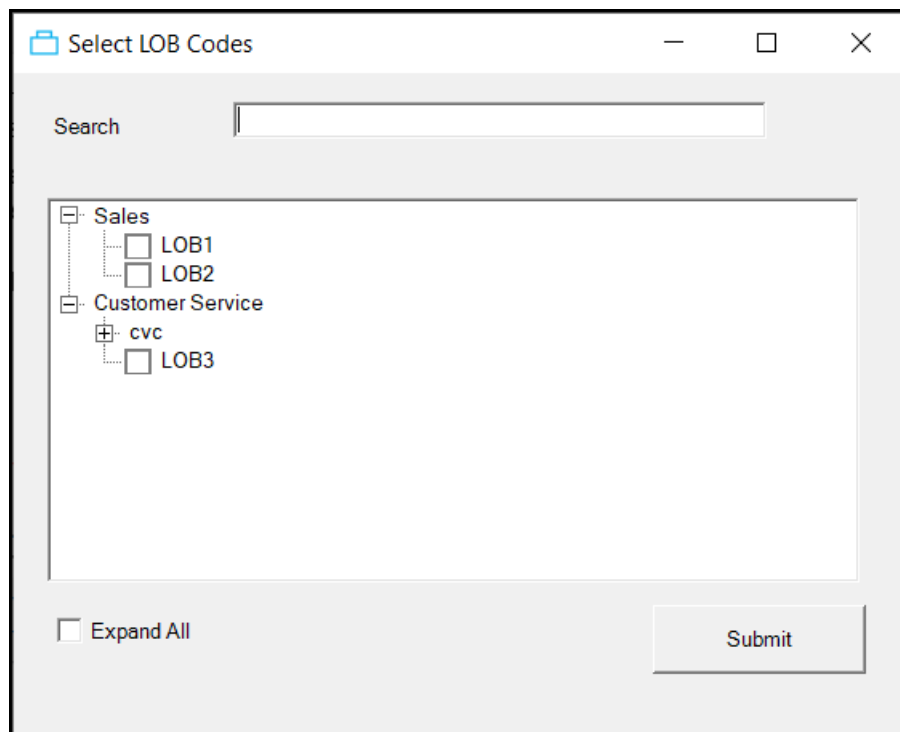 Select LOB Codes
Search
Sales
LOB1
LOB2
Customer Service
cvc
LOB3
Expand All
Submit